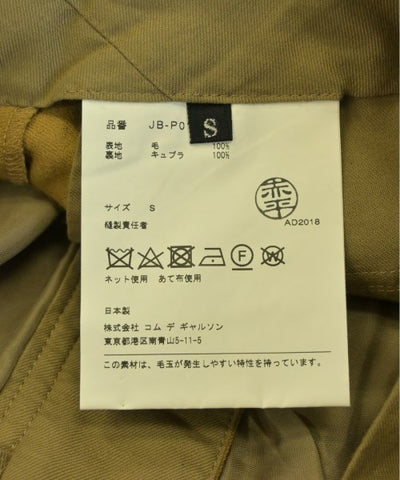 品番 JB-P0
S
表地 毛 100%
裏地 キュプラ 100%
サイズ S
縫製責任者
赤平
AD2018
F
W
ネット使用 あて布使用
日本製
株式会社 コム デ ギャルソン
東京都港区南青山5-11-5
この素材は、毛玉が発生しやすい特性を持っています。